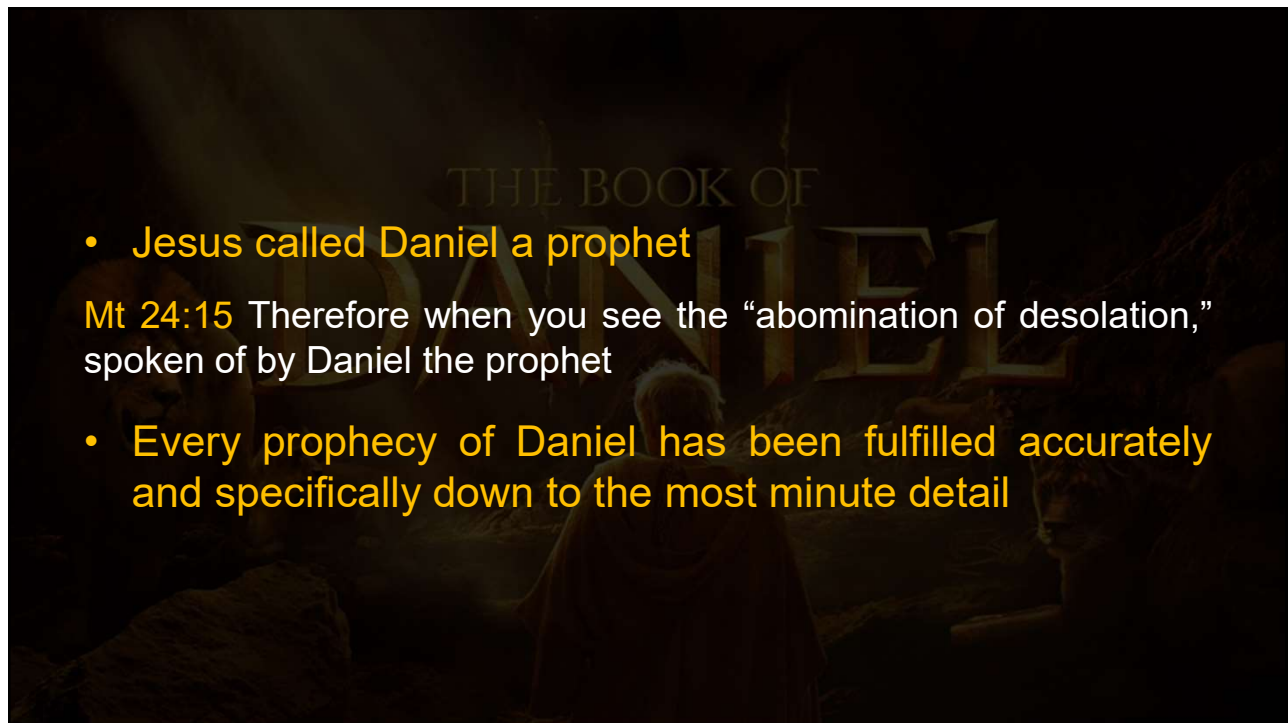 THE BOOK OF
DANIEL
• Jesus called Daniel a prophet
Mt 24:15 Therefore when you see the “abomination of desolation,”
spoken of by Daniel the prophet
• Every prophecy of Daniel has been fulfilled accurately
and specifically down to the most minute detail